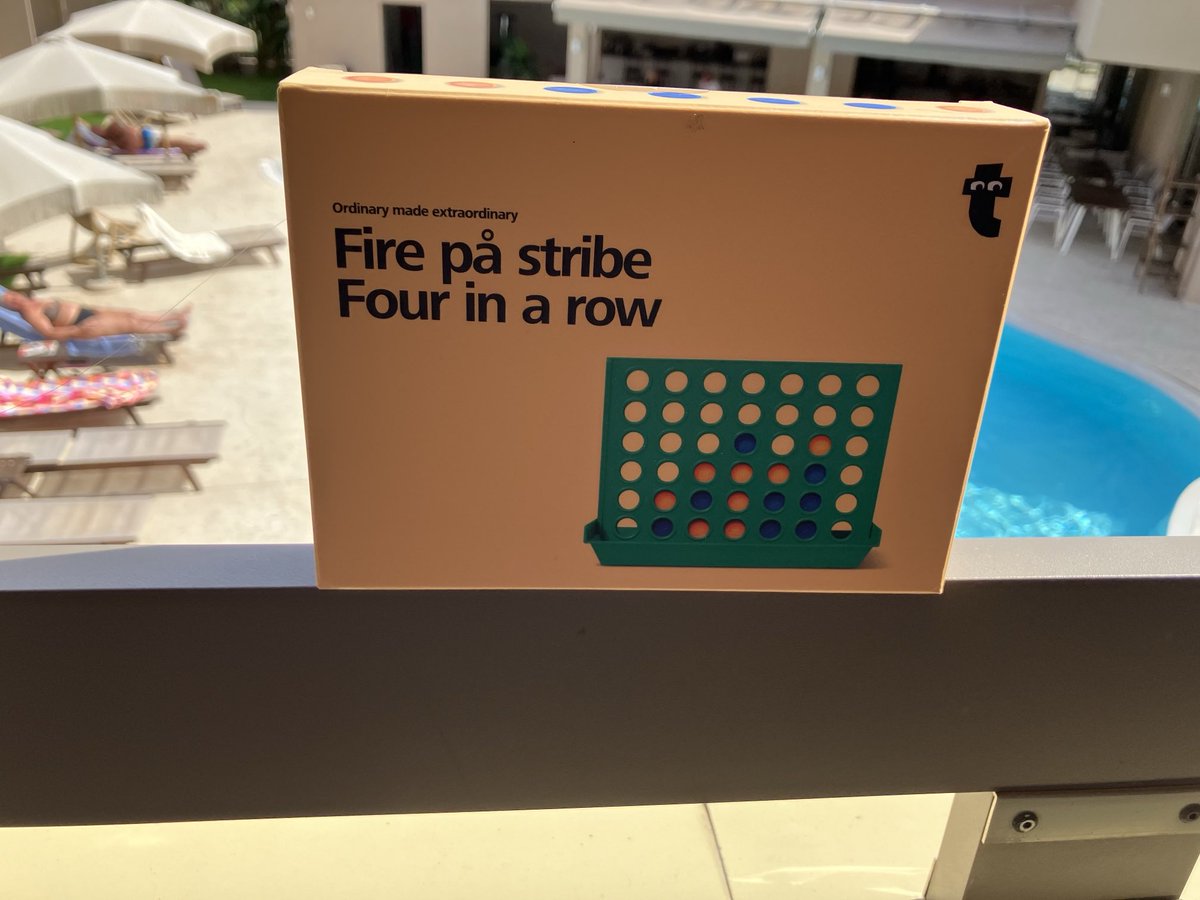 Ordinary made extraordinary
Fire på stribe
Four in a row